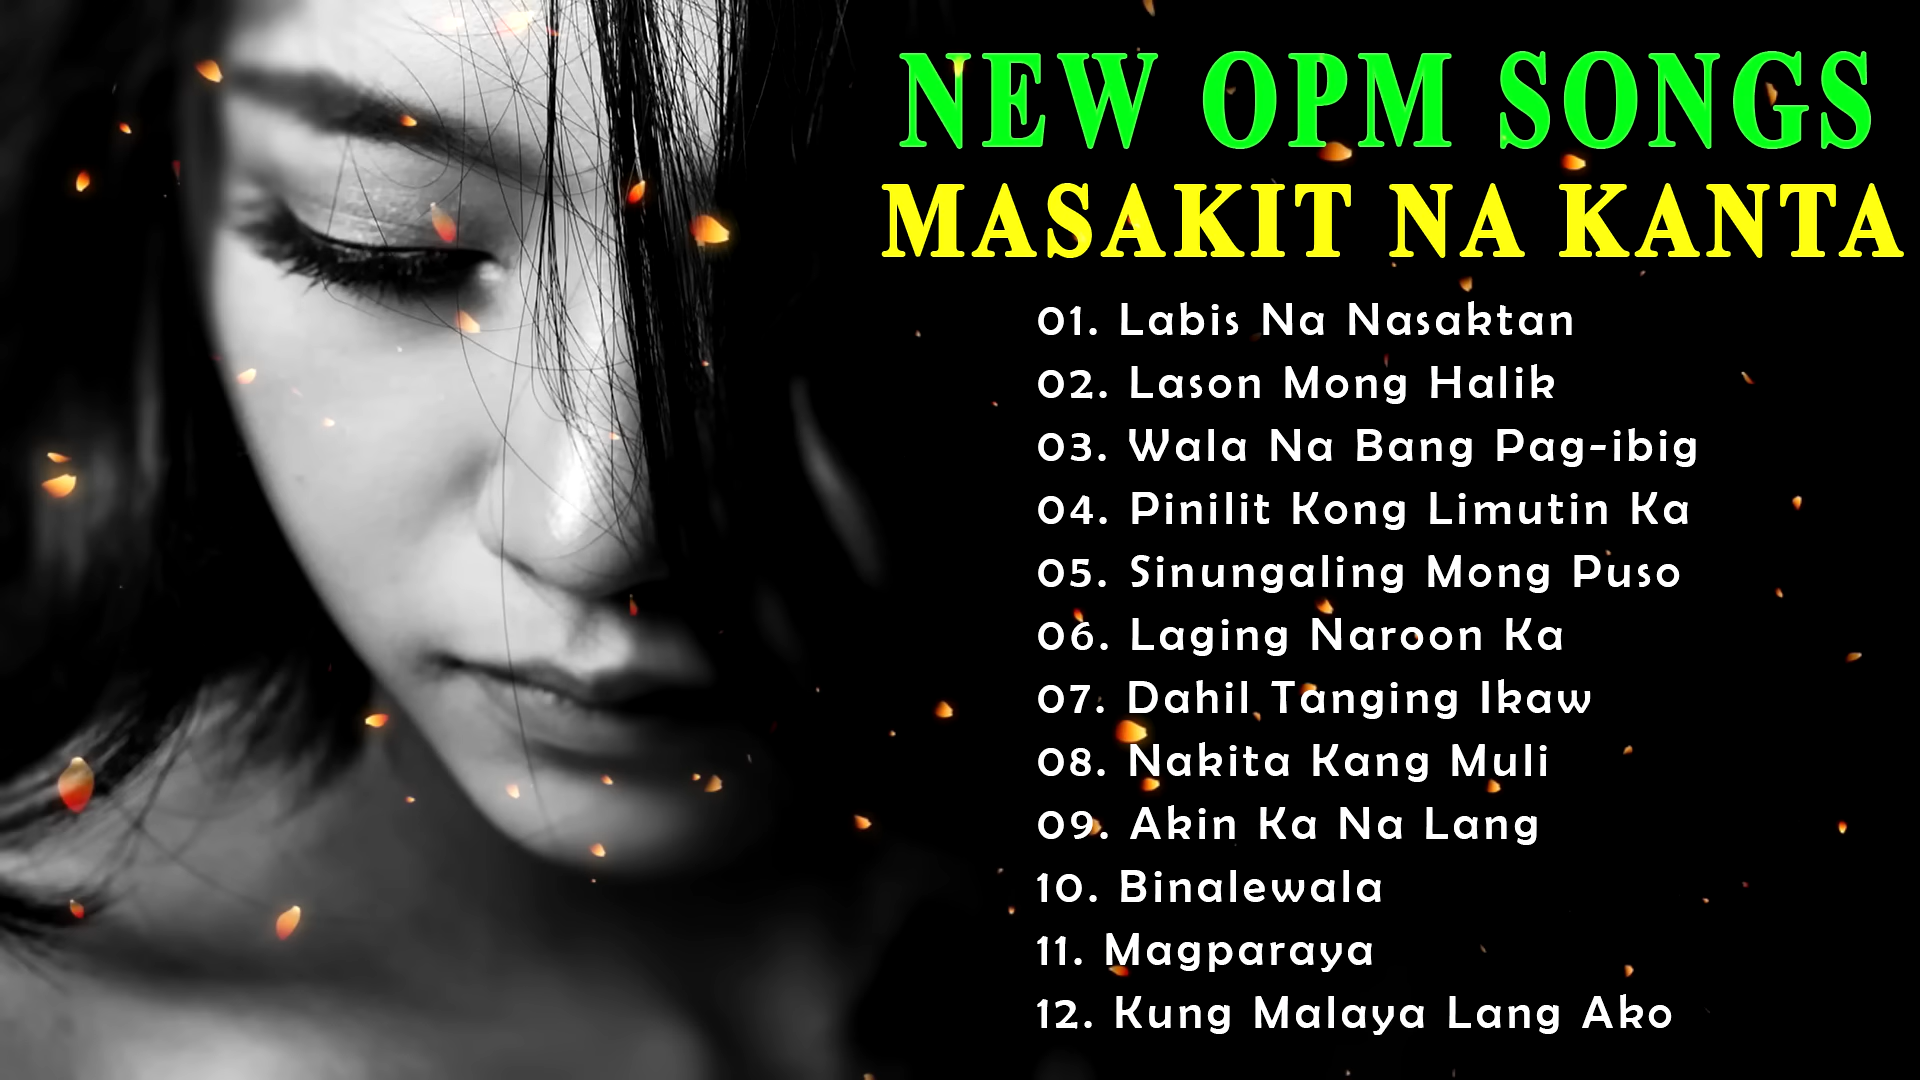 NEW OPM SONGS
MASAKIT NA KANTA
01. Labis Na Nasaktan
02. Lason Mong Halik
03. Wala Na Bang Pag-ibig
04. Pinilit Kong Limutin Ka
05. Sinungaling Mong Puso
06. Laging Naroon Ka
07. Dahil Tanging Ikaw
08. Nakita Kang Muli
09. Akin Ka Na Lang
10. Binalewala
11. Magparaya
12. Kung Malaya Lang Ako